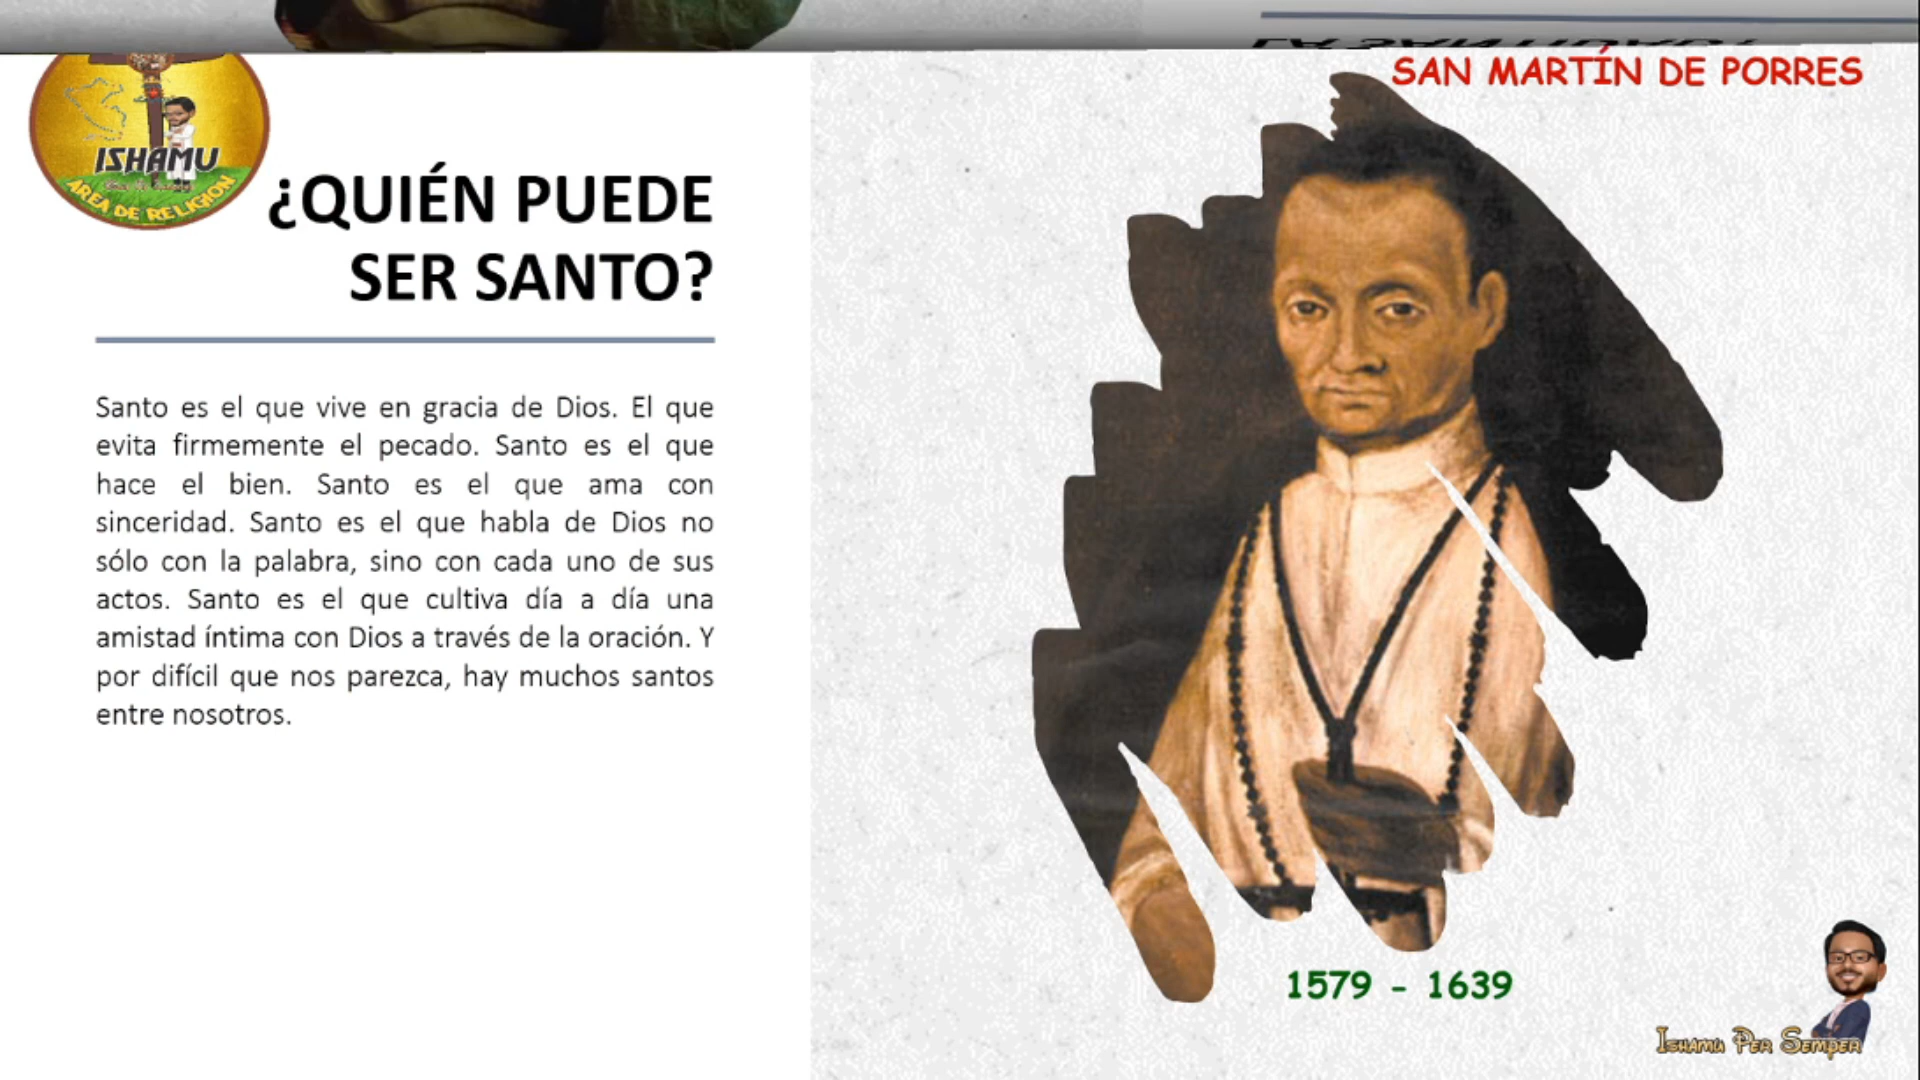 SAN MARTÍN DE PORRES
ISHAMU
AREA DE RELIGION
¿QUIÉN PUEDE
SER SANTO?
Santo es el que vive en gracia de Dios. El que
evita firmemente el pecado. Santo es el que
hace el bien. Santo es el que ama con
sinceridad. Santo es el que habla de Dios no
sólo con la palabra, sino con cada uno de sus
actos. Santo es el que cultiva día a día una
amistad íntima con Dios a través de la oración. Y
por difícil que nos parezca, hay muchos santos
entre nosotros.
1579 - 1639
Ishamu Per Semper